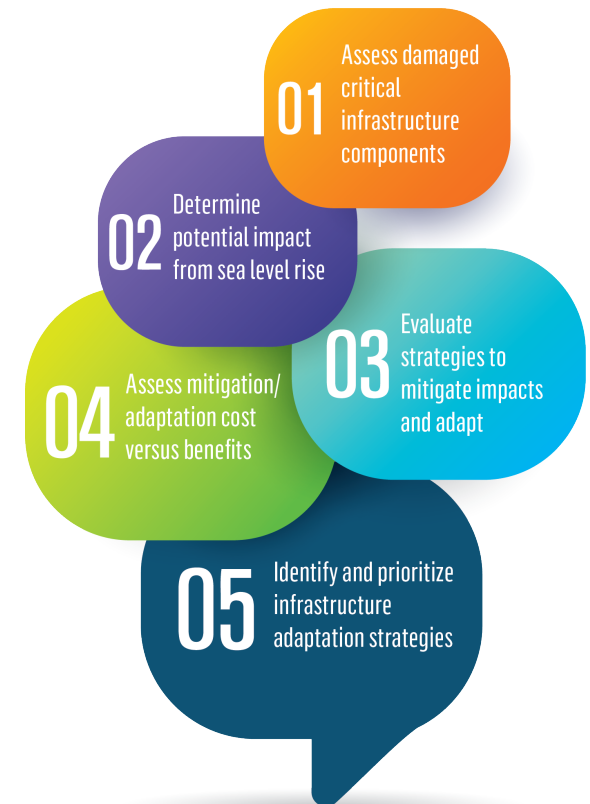 01
Assess damaged
critical
infrastructure
components
02
Determine
potential impact
from sea level rise
03
Evaluate
strategies to
mitigate impacts
and adapt
04
Assess mitigation/
adaptation cost
versus benefits
05
Identify and prioritize
infrastructure
adaptation strategies